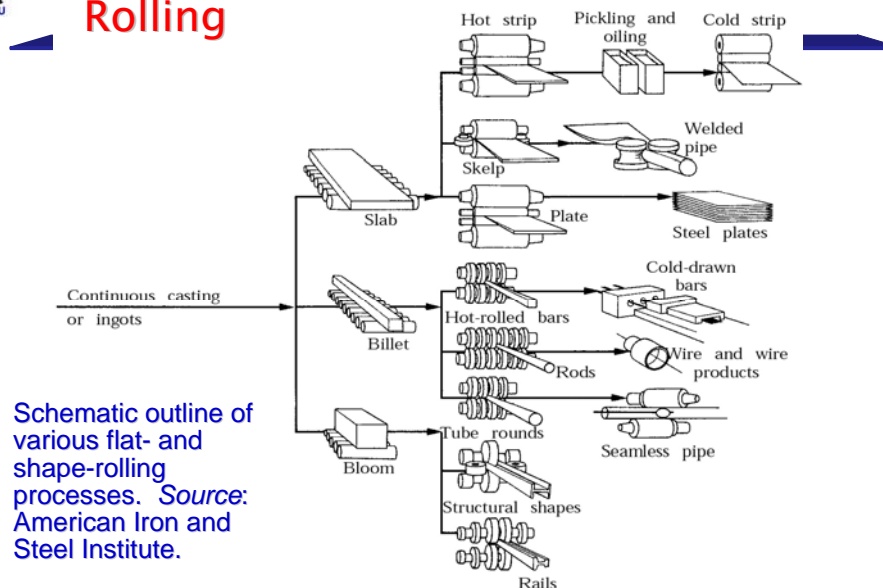 Rolling
Hot strip
Pickling and
oiling
Cold strip
Welded
pipe
Skelp
Slab
Plate
Steel plates
Continuous casting
or ingots
Cold-drawn
bars
Hot-rolled bars
Billet
Wire and wire
products
Rods
Tube rounds
Seamless pipe
Bloom
Structural shapes
Rails
Schematic outline of
various flat- and
shape-rolling
processes. Source:
American Iron and
Steel Institute.